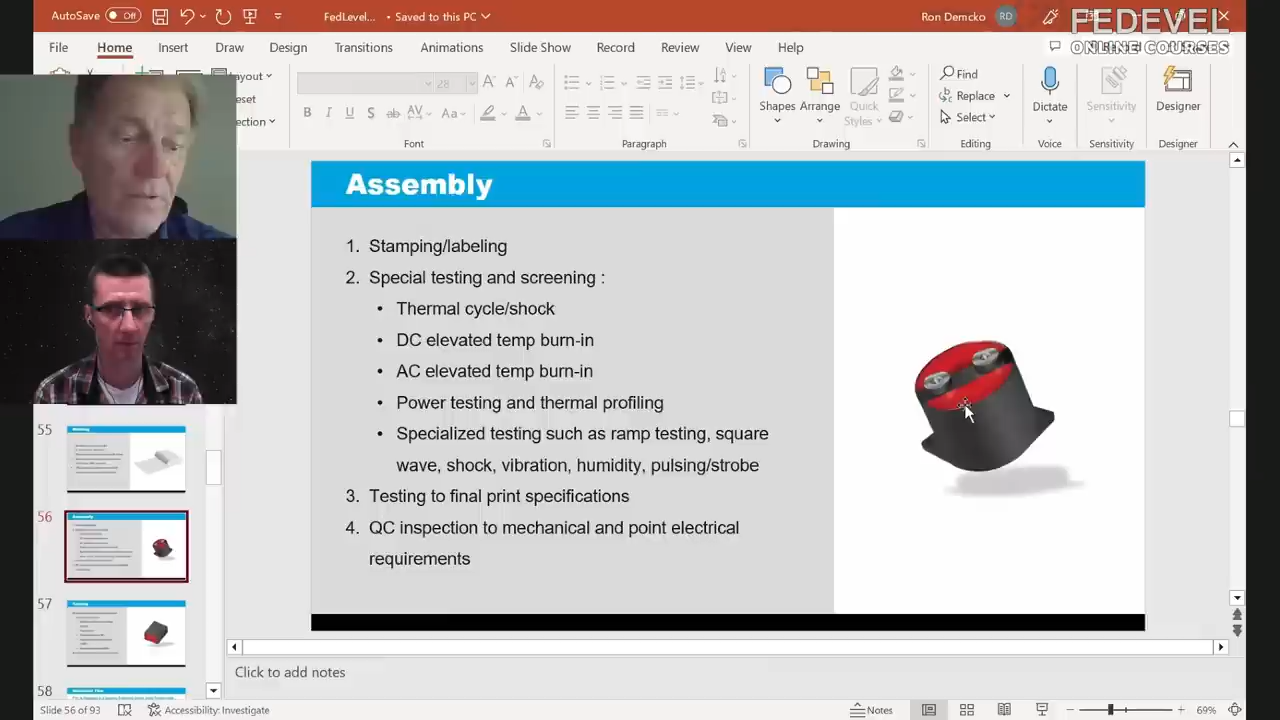 AutoSave Off FedLevel... • Saved to this PC Ron Demcko RD
FEDEVEL
ONLINE COURSES
File Home Insert Draw Design Transitions Animations Slide Show Record Review View Help
28
Find
Replace
Select
Shapes Arrange Quick Styles
Dictate Sensitivity Designer
Font Paragraph Drawing Editing Voice Sensitivity Designer
Assembly
1. Stamping/labeling
2. Special testing and screening :
• Thermal cycle/shock
• DC elevated temp burn-in
• AC elevated temp burn-in
• Power testing and thermal profiling
• Specialized testing such as ramp testing, square
wave, shock, vibration, humidity, pulsing/strobe
3. Testing to final print specifications
4. QC inspection to mechanical and point electrical
requirements
55
56
Assembly
57
58
Click to add notes
Slide 56 of 93 Accessibility: Investigate Notes 69%